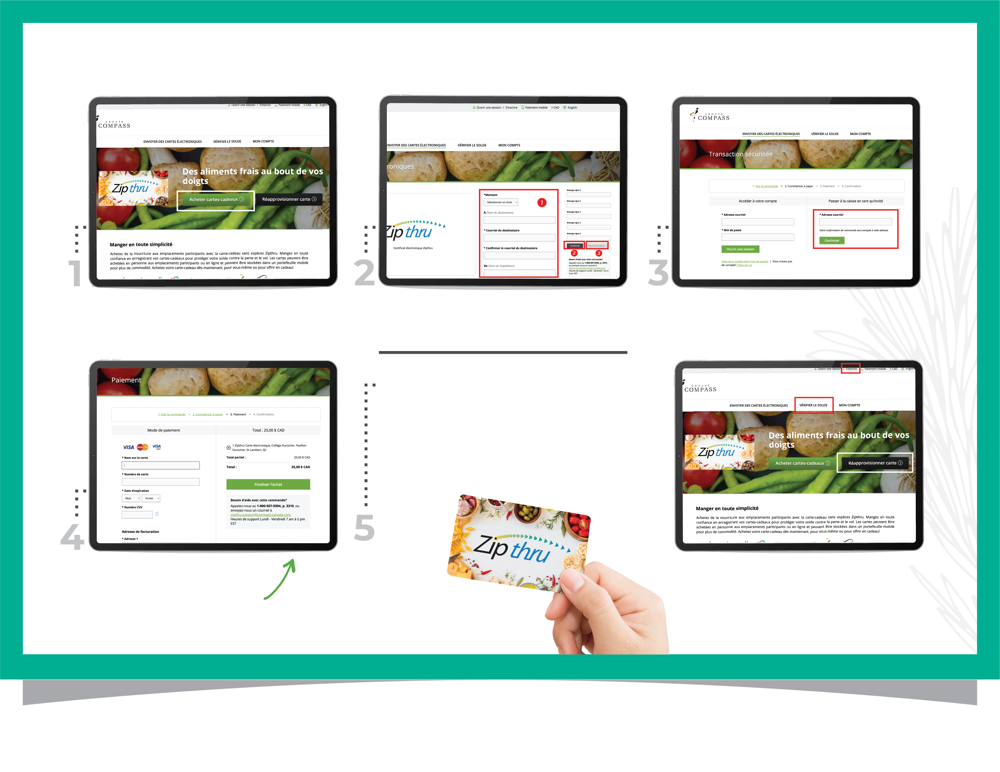 Ouvrir une session / S'inscrire Paiement mobile $ CAD English
GROUPE
COMPASS
ENVOYER DES CARTES ÉLECTRONIQUES VÉRIFIER LE SOLDE MON COMPTE
Des aliments frais au bout de vos
doigts
Zip thru
Acheter cartes-cadeaux Réapprovisionner carte
Manger en toute simplicité
Achetez de la nourriture aux emplacements participants avec la carte-cadeau sans espèces Zipthru. Mangez en toute
confiance en enregistrant vos cartes-cadeaux pour protéger votre solde contre la perte et le vol. Les cartes peuvent être
achetées en personne aux emplacements participants ou en ligne et peuvent être stockées dans un portefeuille mobile
pour plus de commodité. Achetez votre carte-cadeau dès maintenant, pour vous-même ou pour offrir en cadeau!
1
Ouvrir une session / S'inscrire Paiement mobile $ CAD English
ENVOYER DES CARTES ÉLECTRONIQUES VÉRIFIER LE SOLDE MON COMPTE
roniques
Zip thru
Certificat électronique Zipthru
*Montant
Sélectionner un choix
1
À (Nom du destinataire)
* Courriel du destinataire
* Confirmer le courriel du destinataire
De (Nom de l'expéditeur)
Message Ligne 2
Message Ligne 3
Message Ligne 4
Message Ligne 5
Message Ligne 6
Confirmer Passer à la caisse
2 3
Besoin d'aide avec cette commande?
Appelez-nous au 1-800-507-9394, p. 3310,
ou envoyez-nous un courriel à
zipthru.support@compass-canada.com.
Heures de support Lundi - Vendredi 7 am à
5 pm EST
2
GROUPE
COMPASS
ENVOYER DES CARTES ÉLECTRONIQUES VÉRIFIER LE SOLDE MON COMPTE
Transaction sécurisée
1. Voir la commande > 2. Commencer à payer > 3. Paiement > 4. Confirmation
Accéder à votre compte Passer à la caisse en tant qu'invité
* Adresse courriel
* Mot de passe
Ouvrir une session
Avez-vous oublié votre mot de passe? | Vous n'avez pas
de compte? Créez-en un.
* Adresse courriel
Votre confirmation de commande sera envoyée à cette adresse.
Continuer
3
Paiement
1. Voir la commande > 2. Commencer à payer > 3. Paiement > 4. Confirmation
Mode de paiement Total : 25,00 $ CAD
VISA MasterCard VISA DEBIT
* Nom sur la carte
* Numéro de carte
* Date d'expiration
Mois Année
* Numéro CVV
?
Adresse de facturation
* Adresse 1
1 Zipthru Carte électronique, Collège Durocher, Pavillon
Durocher, St-Lambert, QC
Total partiel : 25,00 $ CAD
Total : 25,00 $ CAD
Finaliser l'achat
Besoin d'aide avec cette commande?
Appelez-nous au 1-800-507-9394, p. 3310, ou
envoyez-nous un courriel à
zipthru.support@compass-canada.com.
Heures de support Lundi - Vendredi 7 am à 5 pm
EST
4
5
Zip thru
Ouvrir une session / S'inscrire Paiement mobile $ CAD English
GROUPE
COMPASS
ENVOYER DES CARTES ÉLECTRONIQUES VÉRIFIER LE SOLDE MON COMPTE
Des aliments frais au bout de vos
doigts
Zip thru
Acheter cartes-cadeaux Réapprovisionner carte
Manger en toute simplicité
Achetez de la nourriture aux emplacements participants avec la carte-cadeau sans espèces Zipthru. Mangez en toute
confiance en enregistrant vos cartes-cadeaux pour protéger votre solde contre la perte et le vol. Les cartes peuvent être
achetées en personne aux emplacements participants ou en ligne et peuvent être stockées dans un portefeuille mobile
pour plus de commodité. Achetez votre carte-cadeau dès maintenant, pour vous-même ou pour offrir en cadeau!